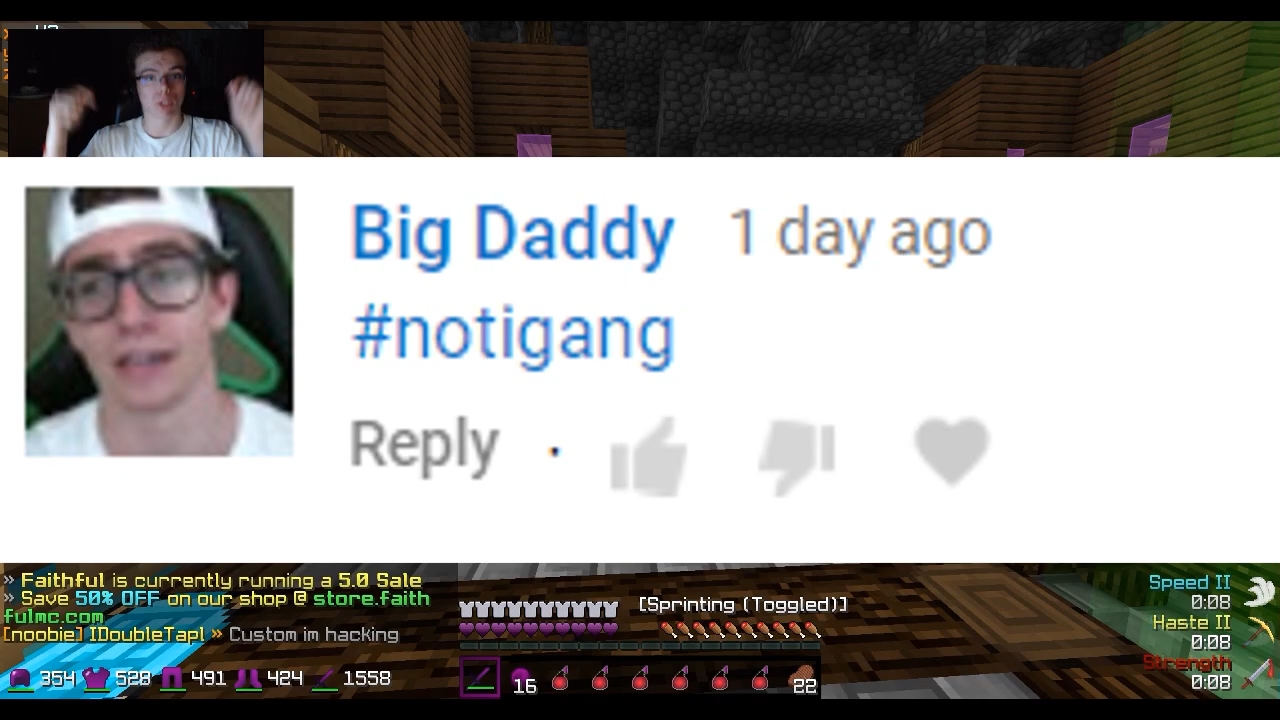 Big Daddy 1 day ago
#notigang
Reply
» Faithful is currently running a 5.0 Sale
» Save 50% OFF on our shop @ store.faith
fulmc.com
[noobie] IDoubleTapl » Custom im hacking
354 528 491 424 1558
[Sprinting (Toggled)]
16 22
Speed II
0:08
Haste II
0:08
Strength
0:08